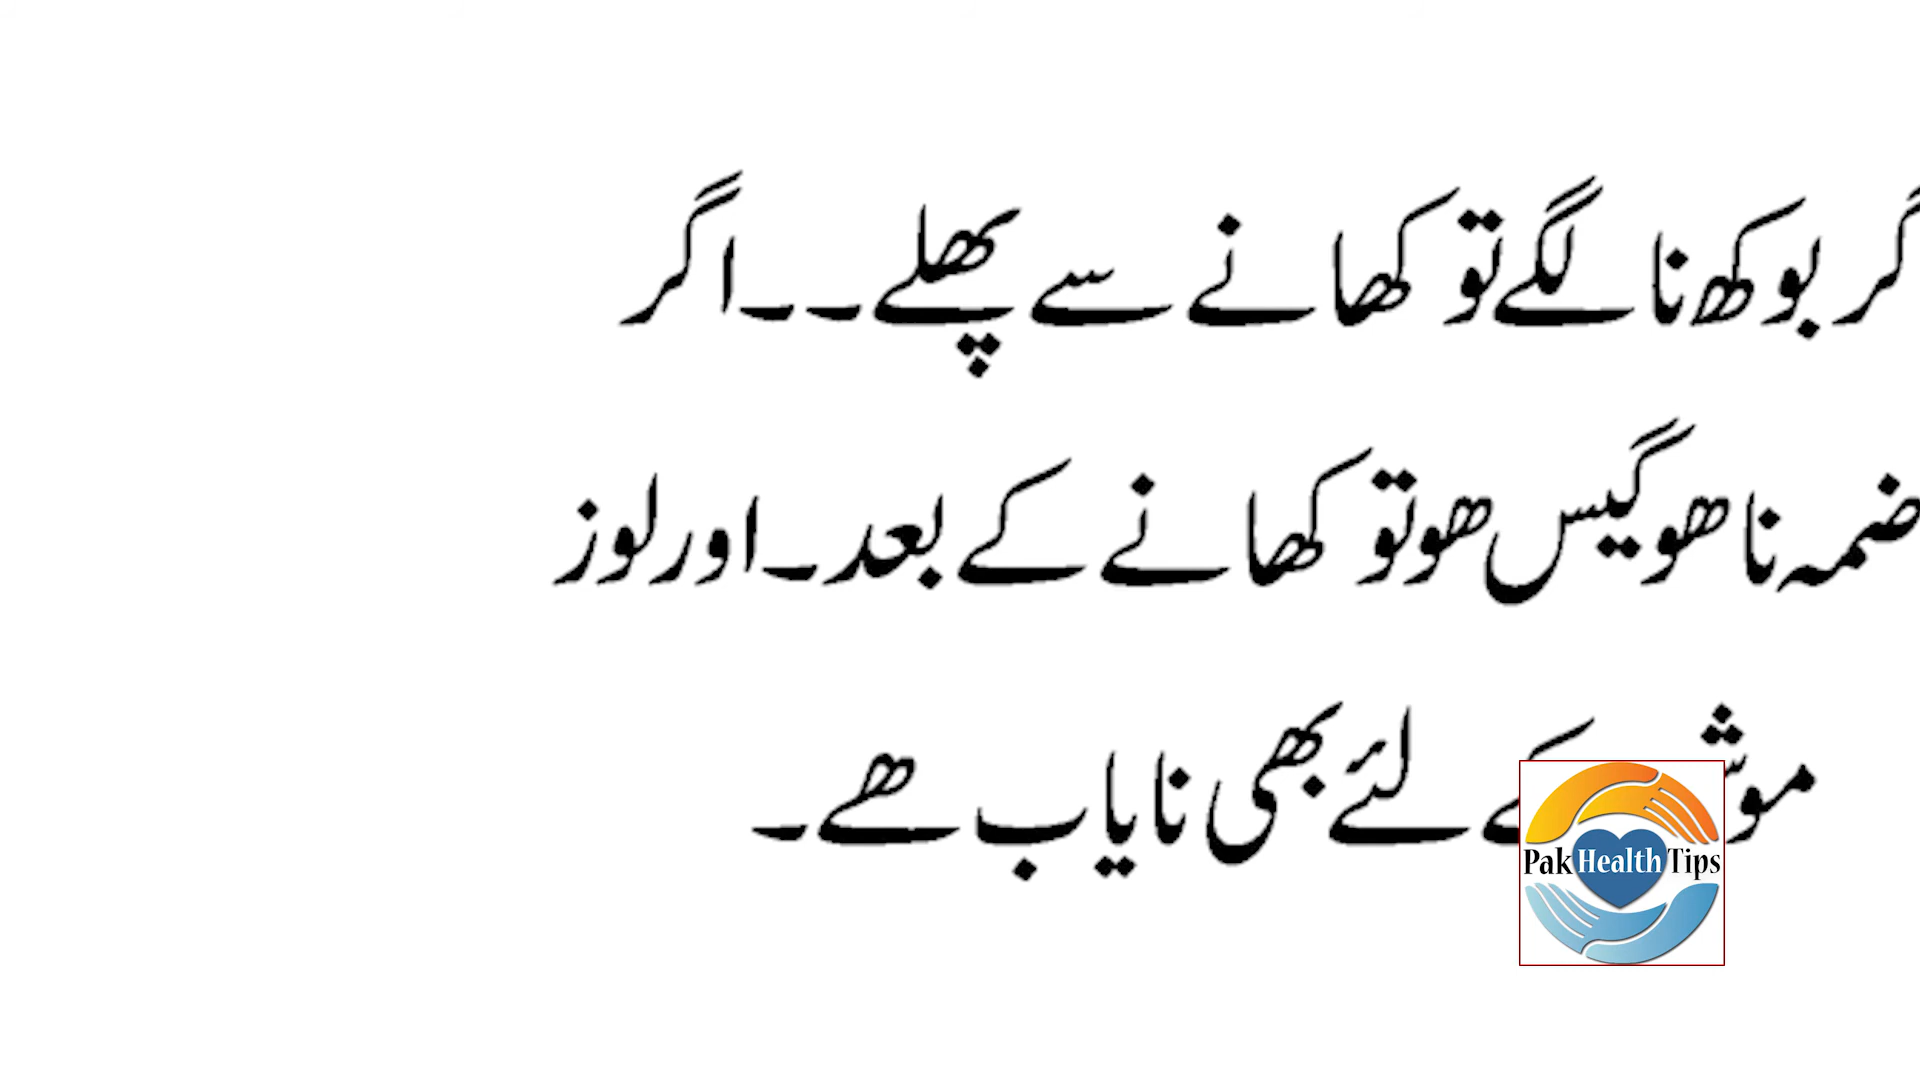 گر بوکھ نا لگے تو کھانے سے پھلے۔۔اگر
ضمہ نا ھو گیس ھو تو کھانے کے بعد۔اور لوز
کے لئے بھی نایاب ھے۔
Pak Health Tips